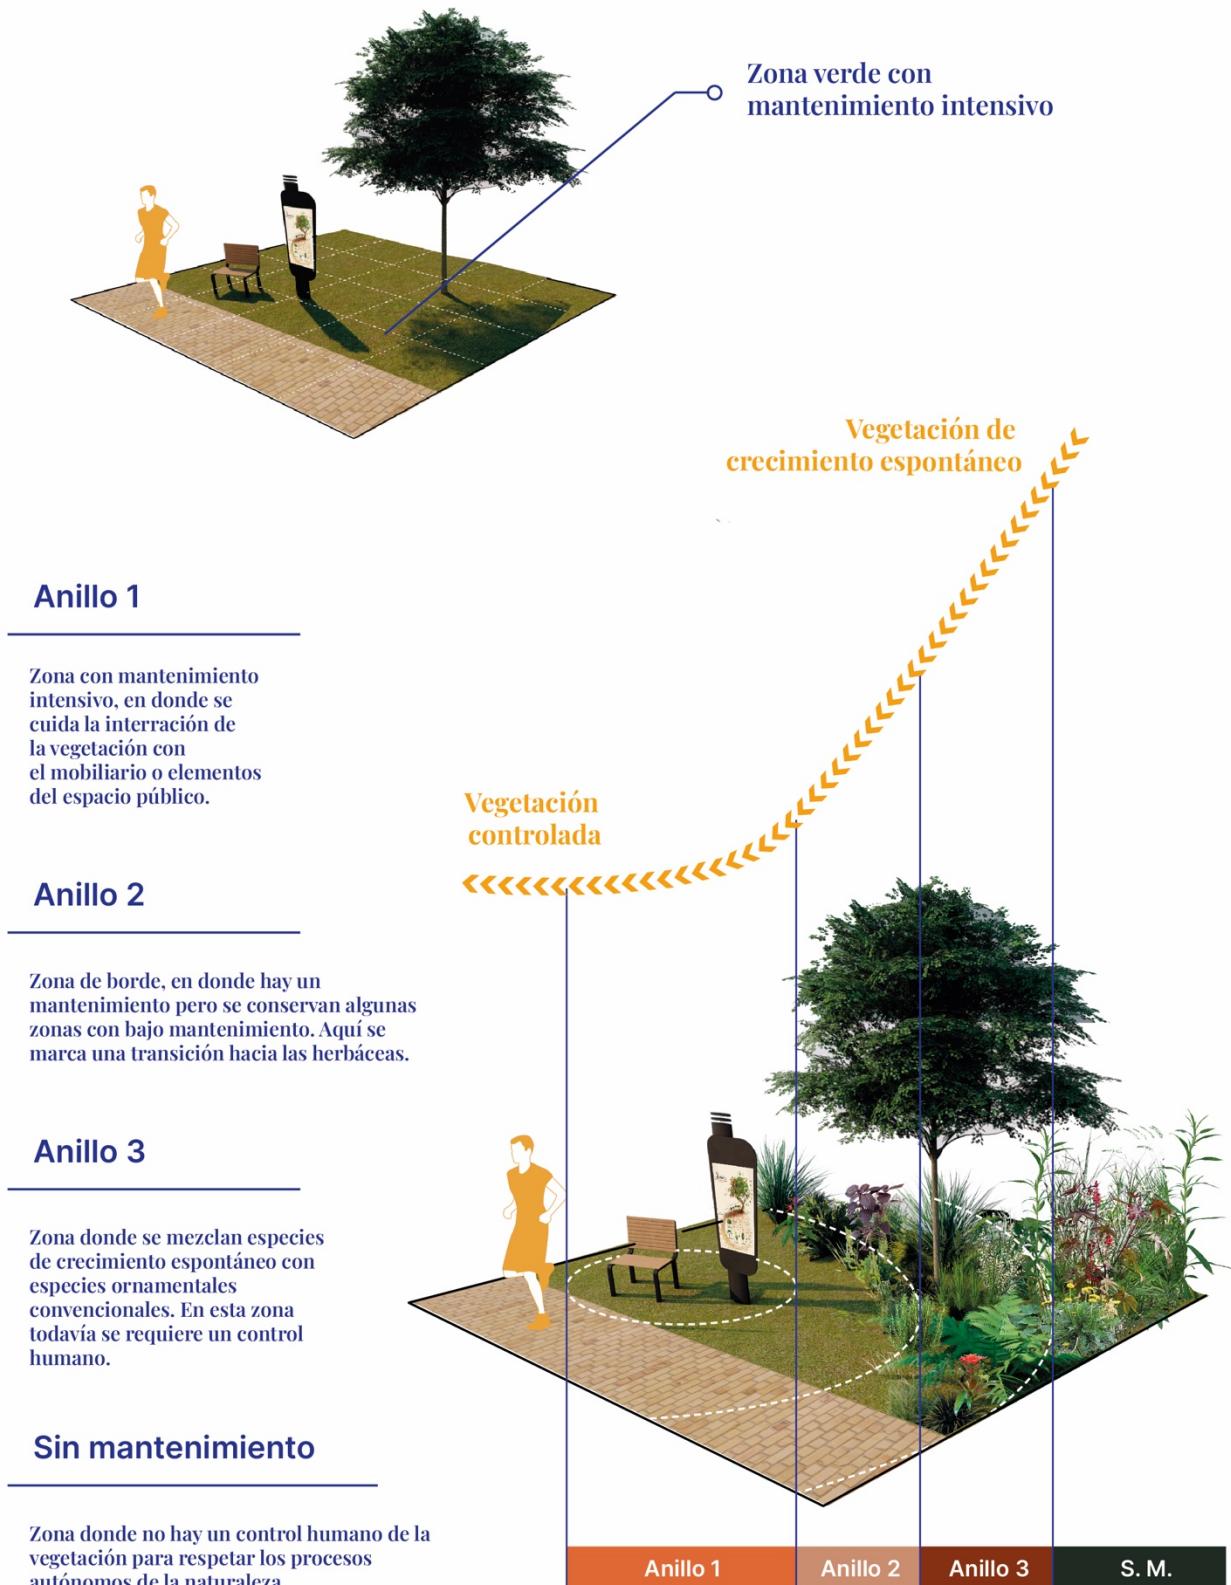 Zona verde con
mantenimiento intensivo
Vegetación de
crecimiento espontáneo
Anillo 1
Zona con mantenimiento
intensivo, en donde se
cuida la interración de
la vegetación con
el mobiliario o elementos
del espacio público.
Vegetación
controlada
Anillo 2
Zona de borde, en donde hay un
mantenimiento pero se conservan algunas
zonas con bajo mantenimiento. Aquí se
marca una transición hacia las herbáceas.
Anillo 3
Zona donde se mezclan especies
de crecimiento espontáneo con
especies ornamentales
convencionales. En esta zona
todavía se requiere un control
humano.
Sin mantenimiento
Zona donde no hay un control humano de la
vegetación para respetar los procesos
autónomos de la naturaleza
Anillo 1
Anillo 2
Anillo 3
S. M.